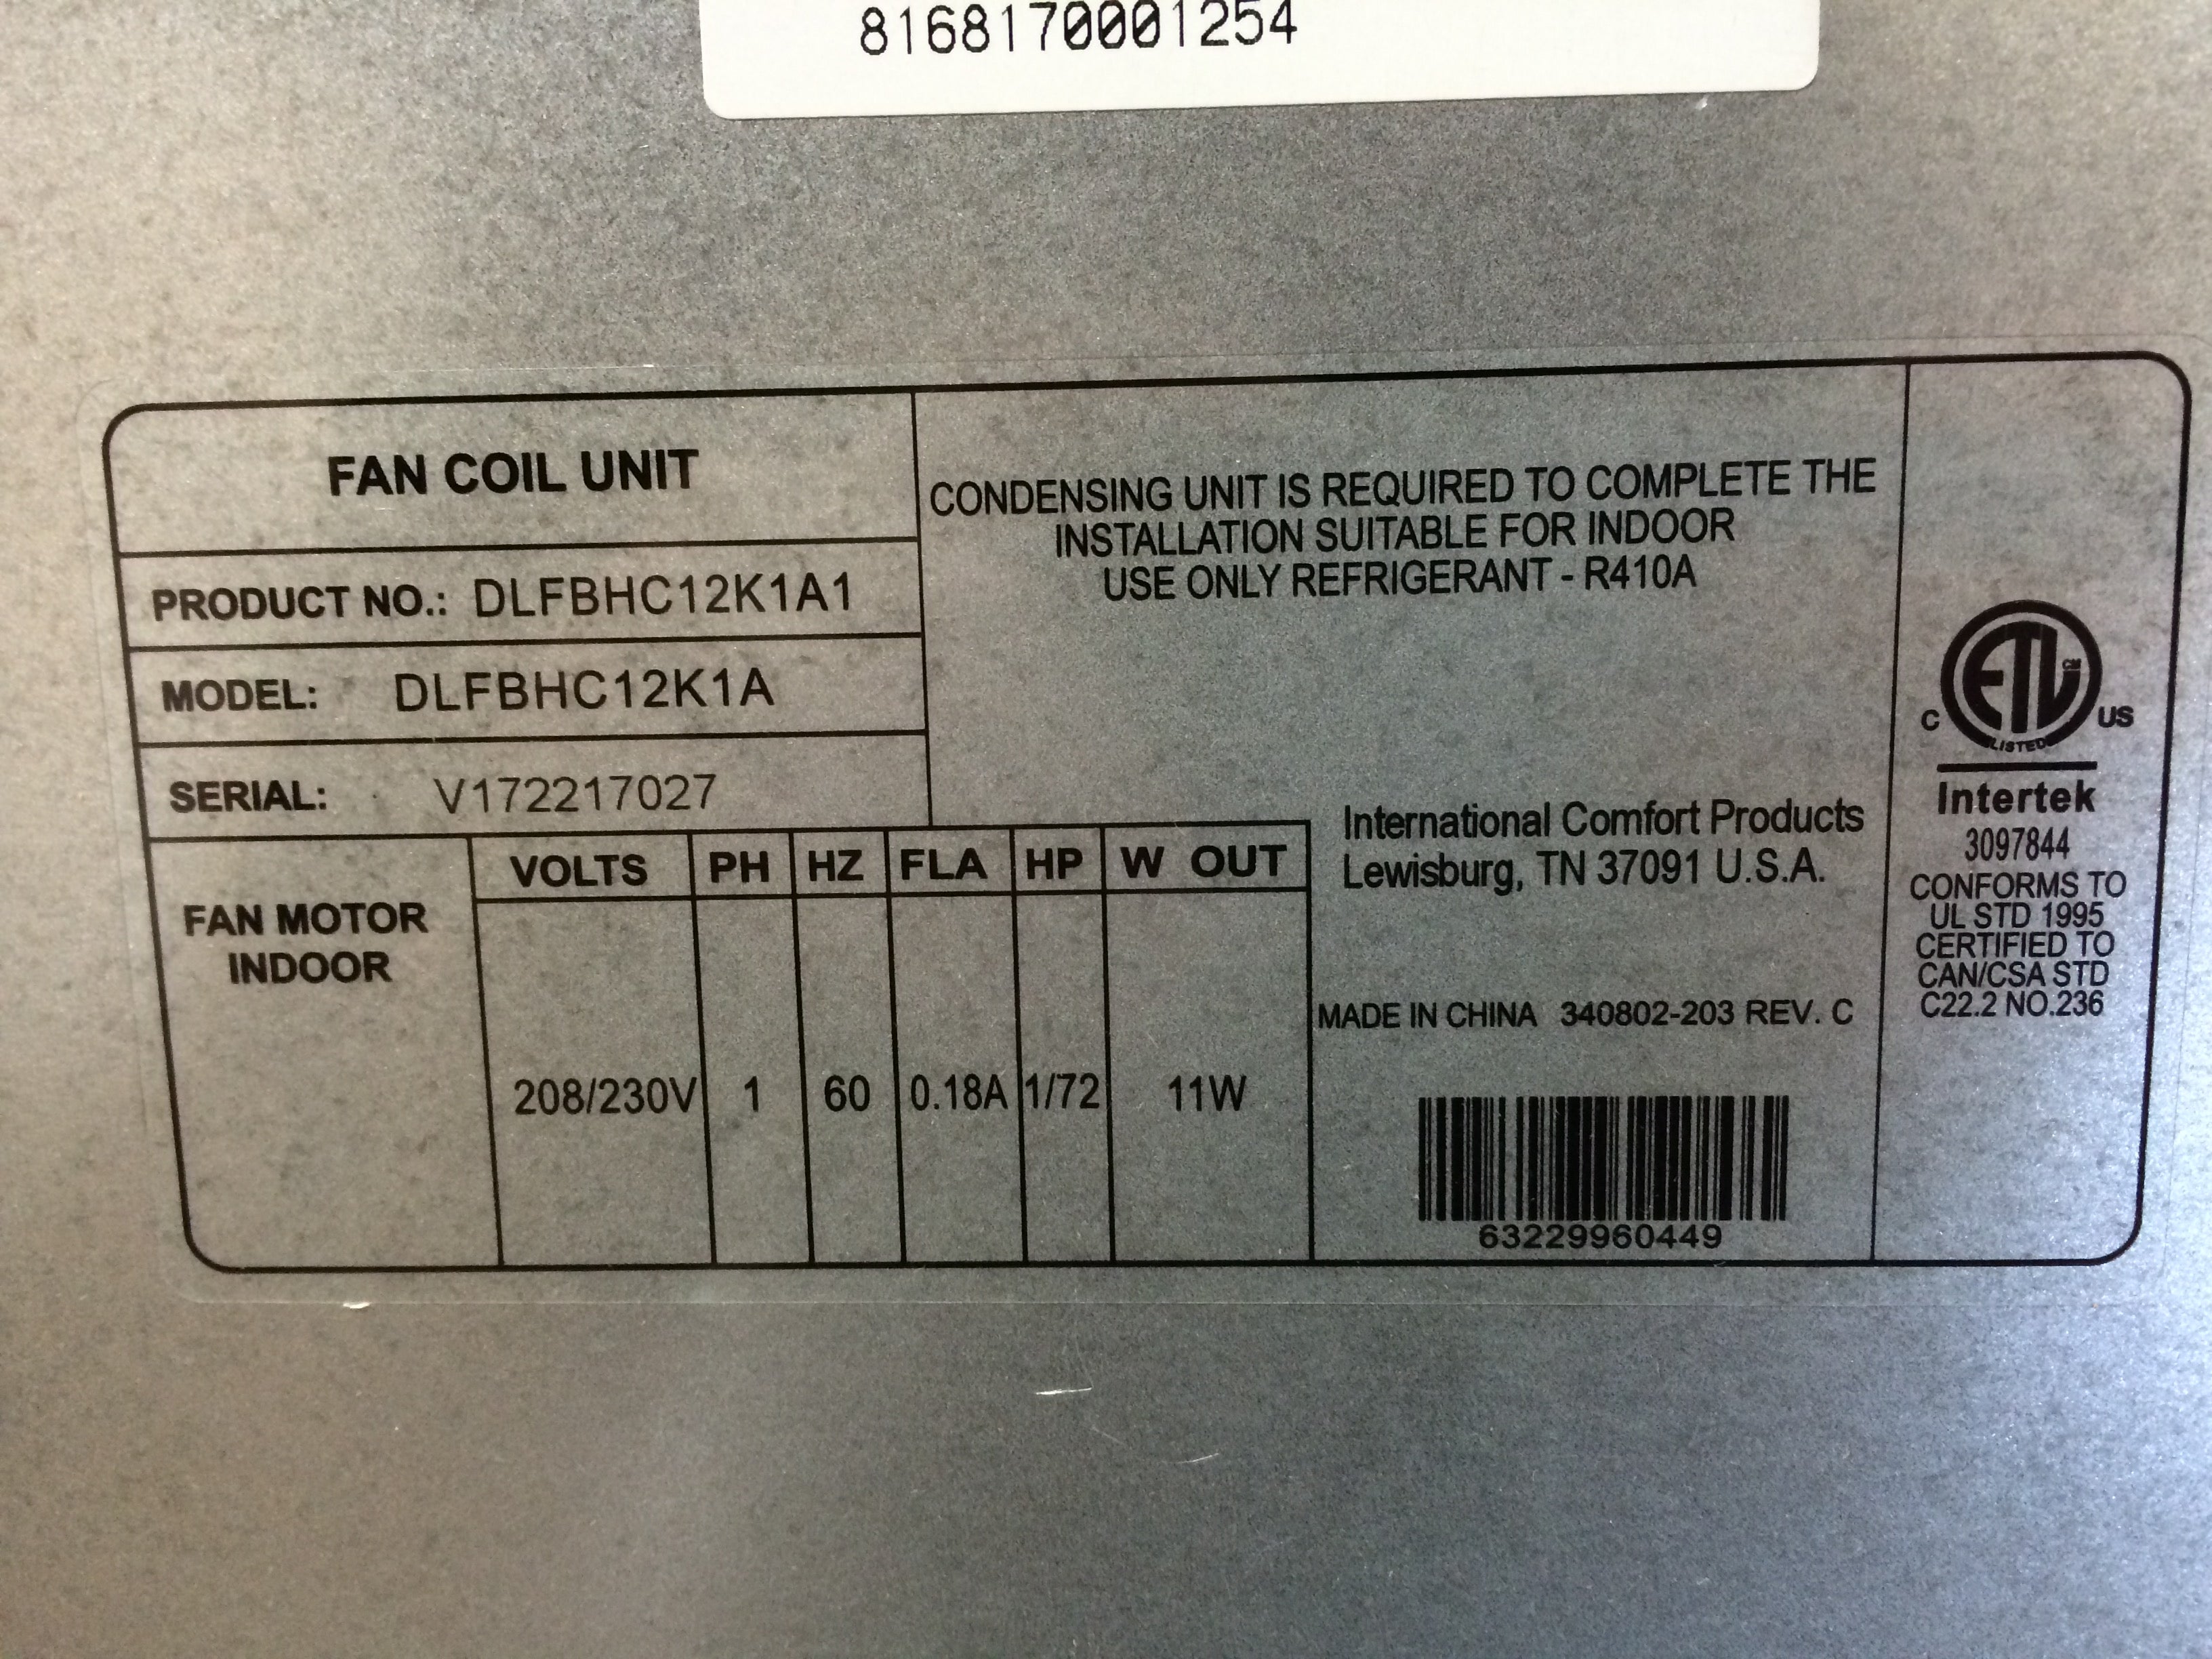 8168170001254
FAN COIL UNIT
PRODUCT NO.: DLFBHC12K1A1
MODEL: DLFBHC12K1A
SERIAL: V172217027
CONDENSING UNIT IS REQUIRED TO COMPLETE THE
INSTALLATION SUITABLE FOR INDOOR
USE ONLY REFRIGERANT - R410A
VOLTS PH HZ FLA HP W OUT
FAN MOTOR
INDOOR
208/230V 1 60 0.18A 1/72 11W
International Comfort Products
Lewisburg, TN 37091 U.S.A.
MADE IN CHINA 340802-203 REV. C
63229960449
ETL CM
C US
LISTED
Intertek
3097844
CONFORMS TO
UL STD 1995
CERTIFIED TO
CAN/CSA STD
C22.2 NO.236